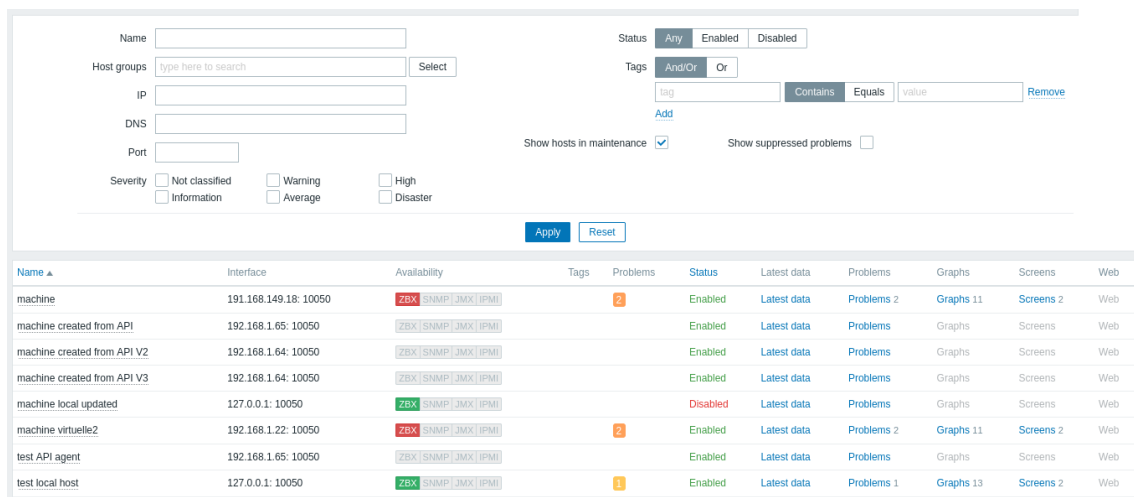 Name
Host groups type here to search Select
IP
DNS
Port
Severity Not classified Warning High
Information Average Disaster
Status Any Enabled Disabled
Tags And/Or Or
tag Contains Equals value Remove
Add
Show hosts in maintenance Show suppressed problems
Apply Reset
Name Interface Availability Tags Problems Status Latest data Problems Graphs Screens Web
machine 191.168.149.18: 10050 ZBX SNMP JMX IPMI 2 Enabled Latest data Problems 2 Graphs 11 Screens 2 Web
machine created from API 192.168.1.65: 10050 ZBX SNMP JMX IPMI Enabled Latest data Problems Graphs Screens Web
machine created from API V2 192.168.1.64: 10050 ZBX SNMP JMX IPMI Enabled Latest data Problems Graphs Screens Web
machine created from API V3 192.168.1.64: 10050 ZBX SNMP JMX IPMI Enabled Latest data Problems Graphs Screens Web
machine local updated 127.0.0.1: 10050 ZBX SNMP JMX IPMI Disabled Latest data Problems Graphs Screens Web
machine virtuelle2 192.168.1.22: 10050 ZBX SNMP JMX IPMI 2 Enabled Latest data Problems 2 Graphs 11 Screens 2 Web
test API agent 192.168.1.65: 10050 ZBX SNMP JMX IPMI Enabled Latest data Problems Graphs Screens Web
test local host 127.0.0.1: 10050 ZBX SNMP JMX IPMI 1 Enabled Latest data Problems 1 Graphs 13 Screens 2 Web